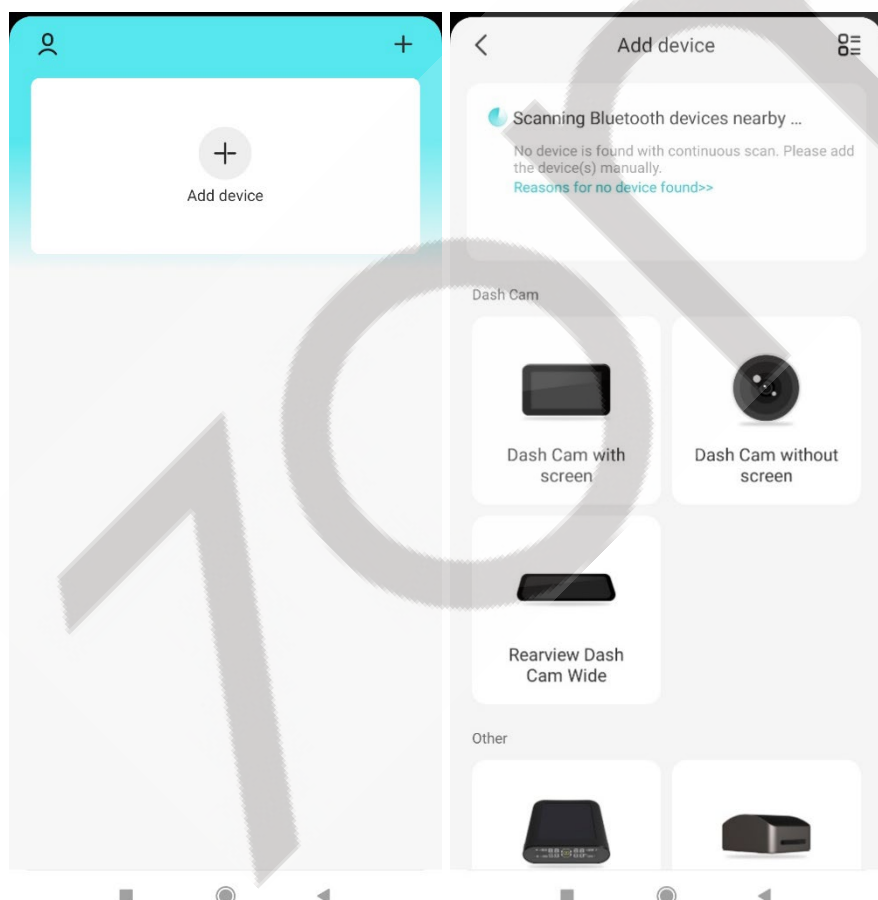 Add device
Add device
Scanning Bluetooth devices nearby ...
No device is found with continuous scan. Please add
the device(s) manually.
Reasons for no device found>>
Dash Cam
Dash Cam with
screen
Dash Cam without
screen
Rearview Dash
Cam Wide
Other